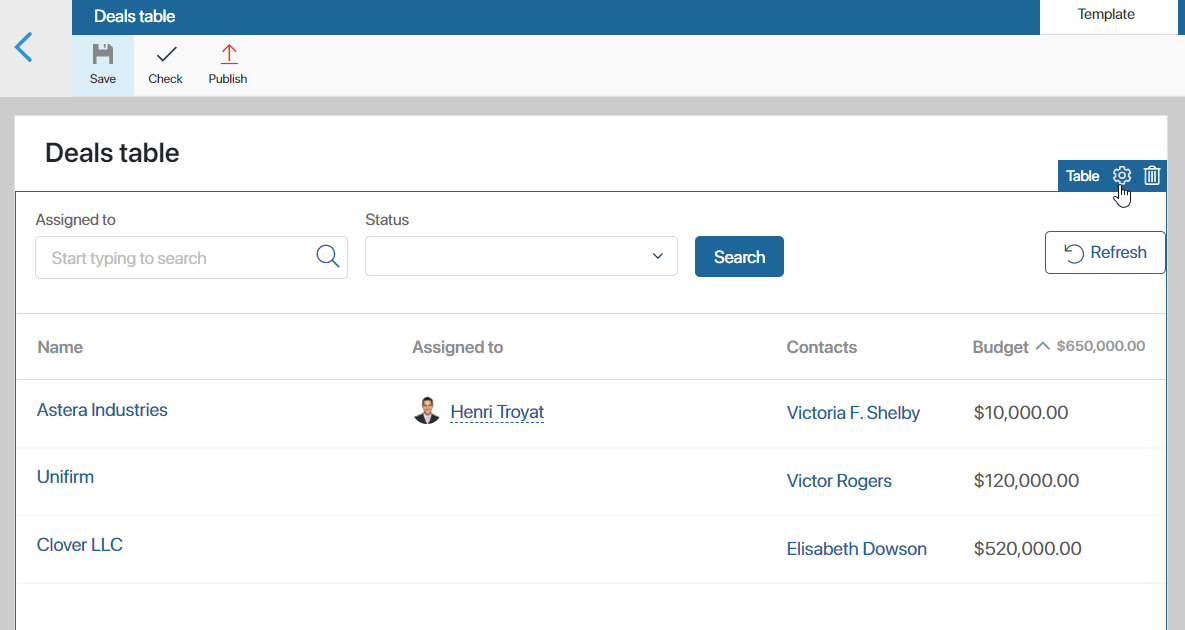 Deals table
Template
Save
Check
Publish
Deals table
Table
Assigned to
Status
Start typing to search
Search
Refresh
Name Assigned to Contacts Budget $650,000.00
Astera Industries Henri Troyat Victoria F. Shelby $10,000.00
Unifirm Victor Rogers $120,000.00
Clover LLC Elisabeth Dowson $520,000.00